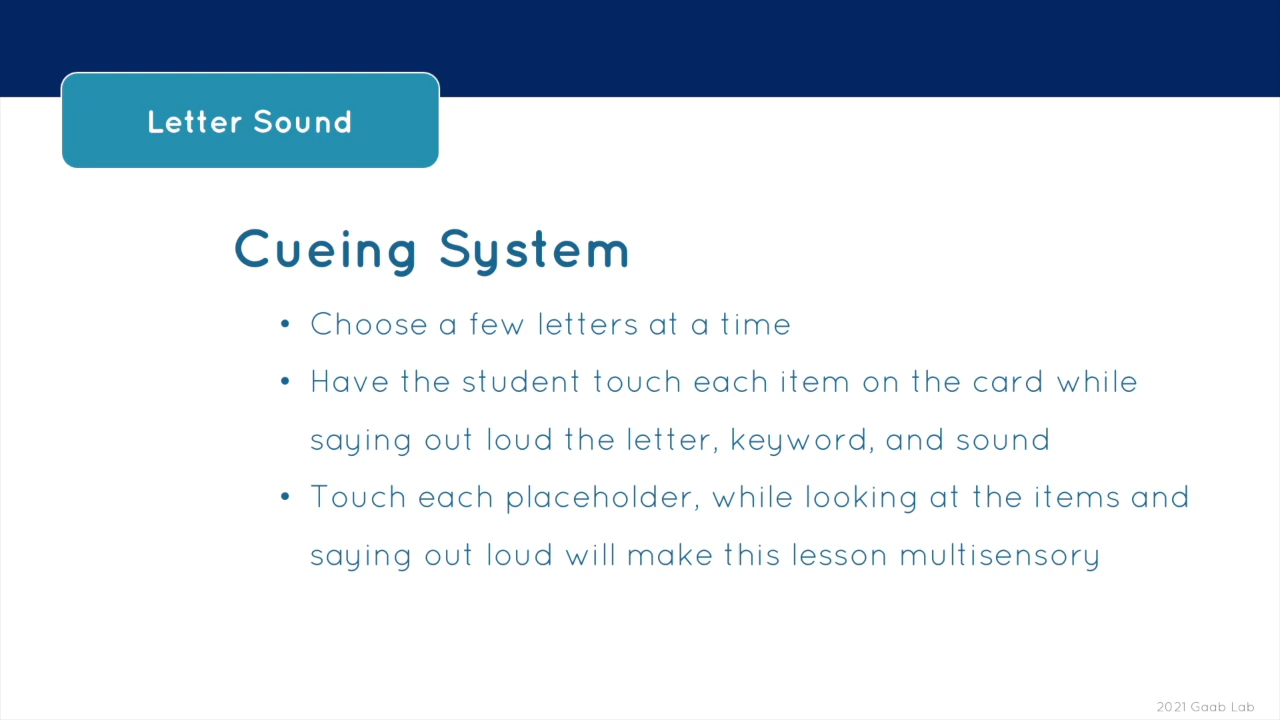 Letter Sound
Cueing System
• Choose a few letters at a time
• Have the student touch each item on the card while
saying out loud the letter, keyword, and sound
• Touch each placeholder, while looking at the items and
saying out loud will make this lesson multisensory
2021 Gaab Lab